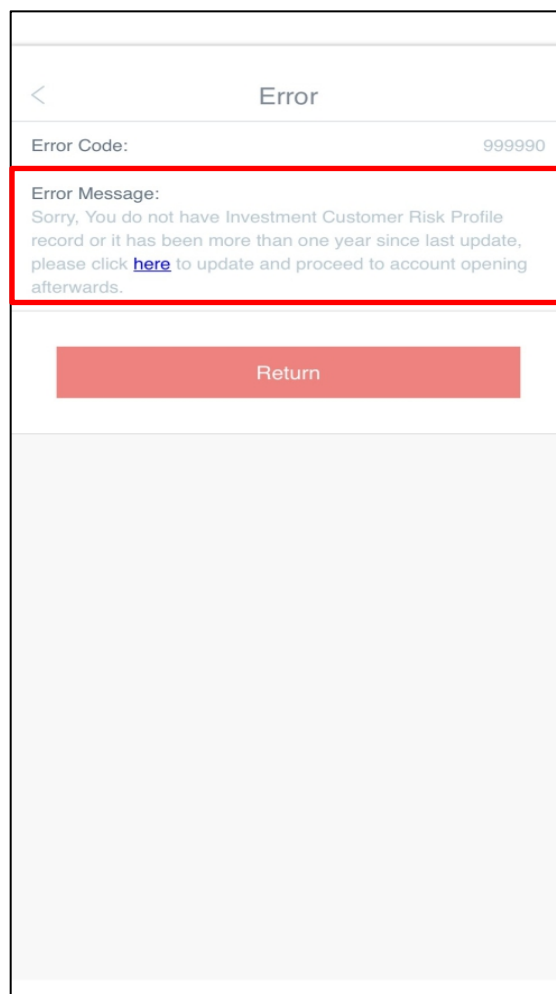 Error
Error Code: 999990
Error Message:
Sorry, You do not have Investment Customer Risk Profile
record or it has been more than one year since last update,
please click here to update and proceed to account opening
afterwards.
Return